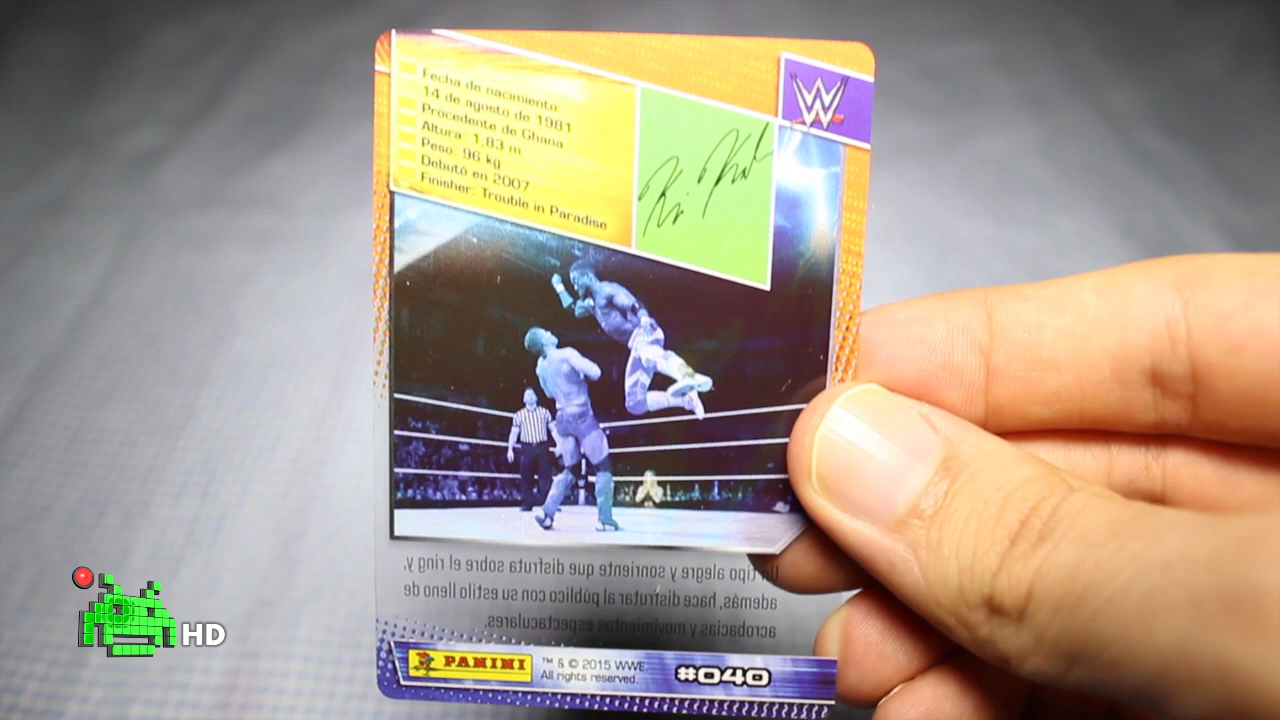 Fecha de nacimiento:
14 de agosto de 1981
Procedente de Ghana
Altura: 1,83 m
Peso: 96 kg
Debutó en 2007
Finisher: Trouble in Paradise
W
Un tipo alegre y sonriente que disfruta sobre el ring y,
además, hace disfrutar al público con su estilo lleno de
acrobacias y movimientos espectaculares.
PANINI
™ & © 2015 WWE.
All rights reserved.
#040
HD